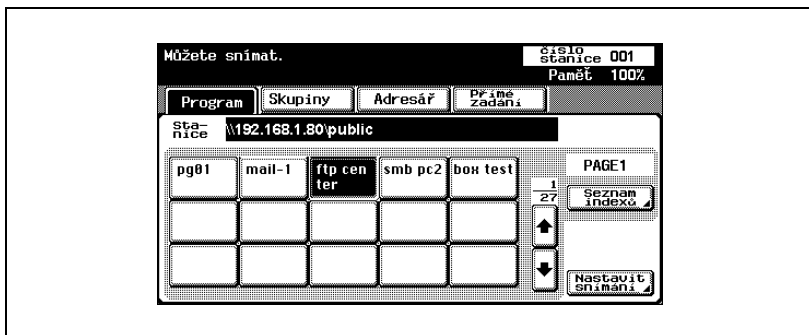 Můžete snímat.
číslo
stanice 001
Paměť 100%
Program Skupiny Adresář Přímé
zadání
Sta-
nice \\192.168.1.80\public
pg01 mail-1 ftp cen
ter smb pc2 box test
PAGE1
1
27
Seznam
indexů
Nastavit
snímání